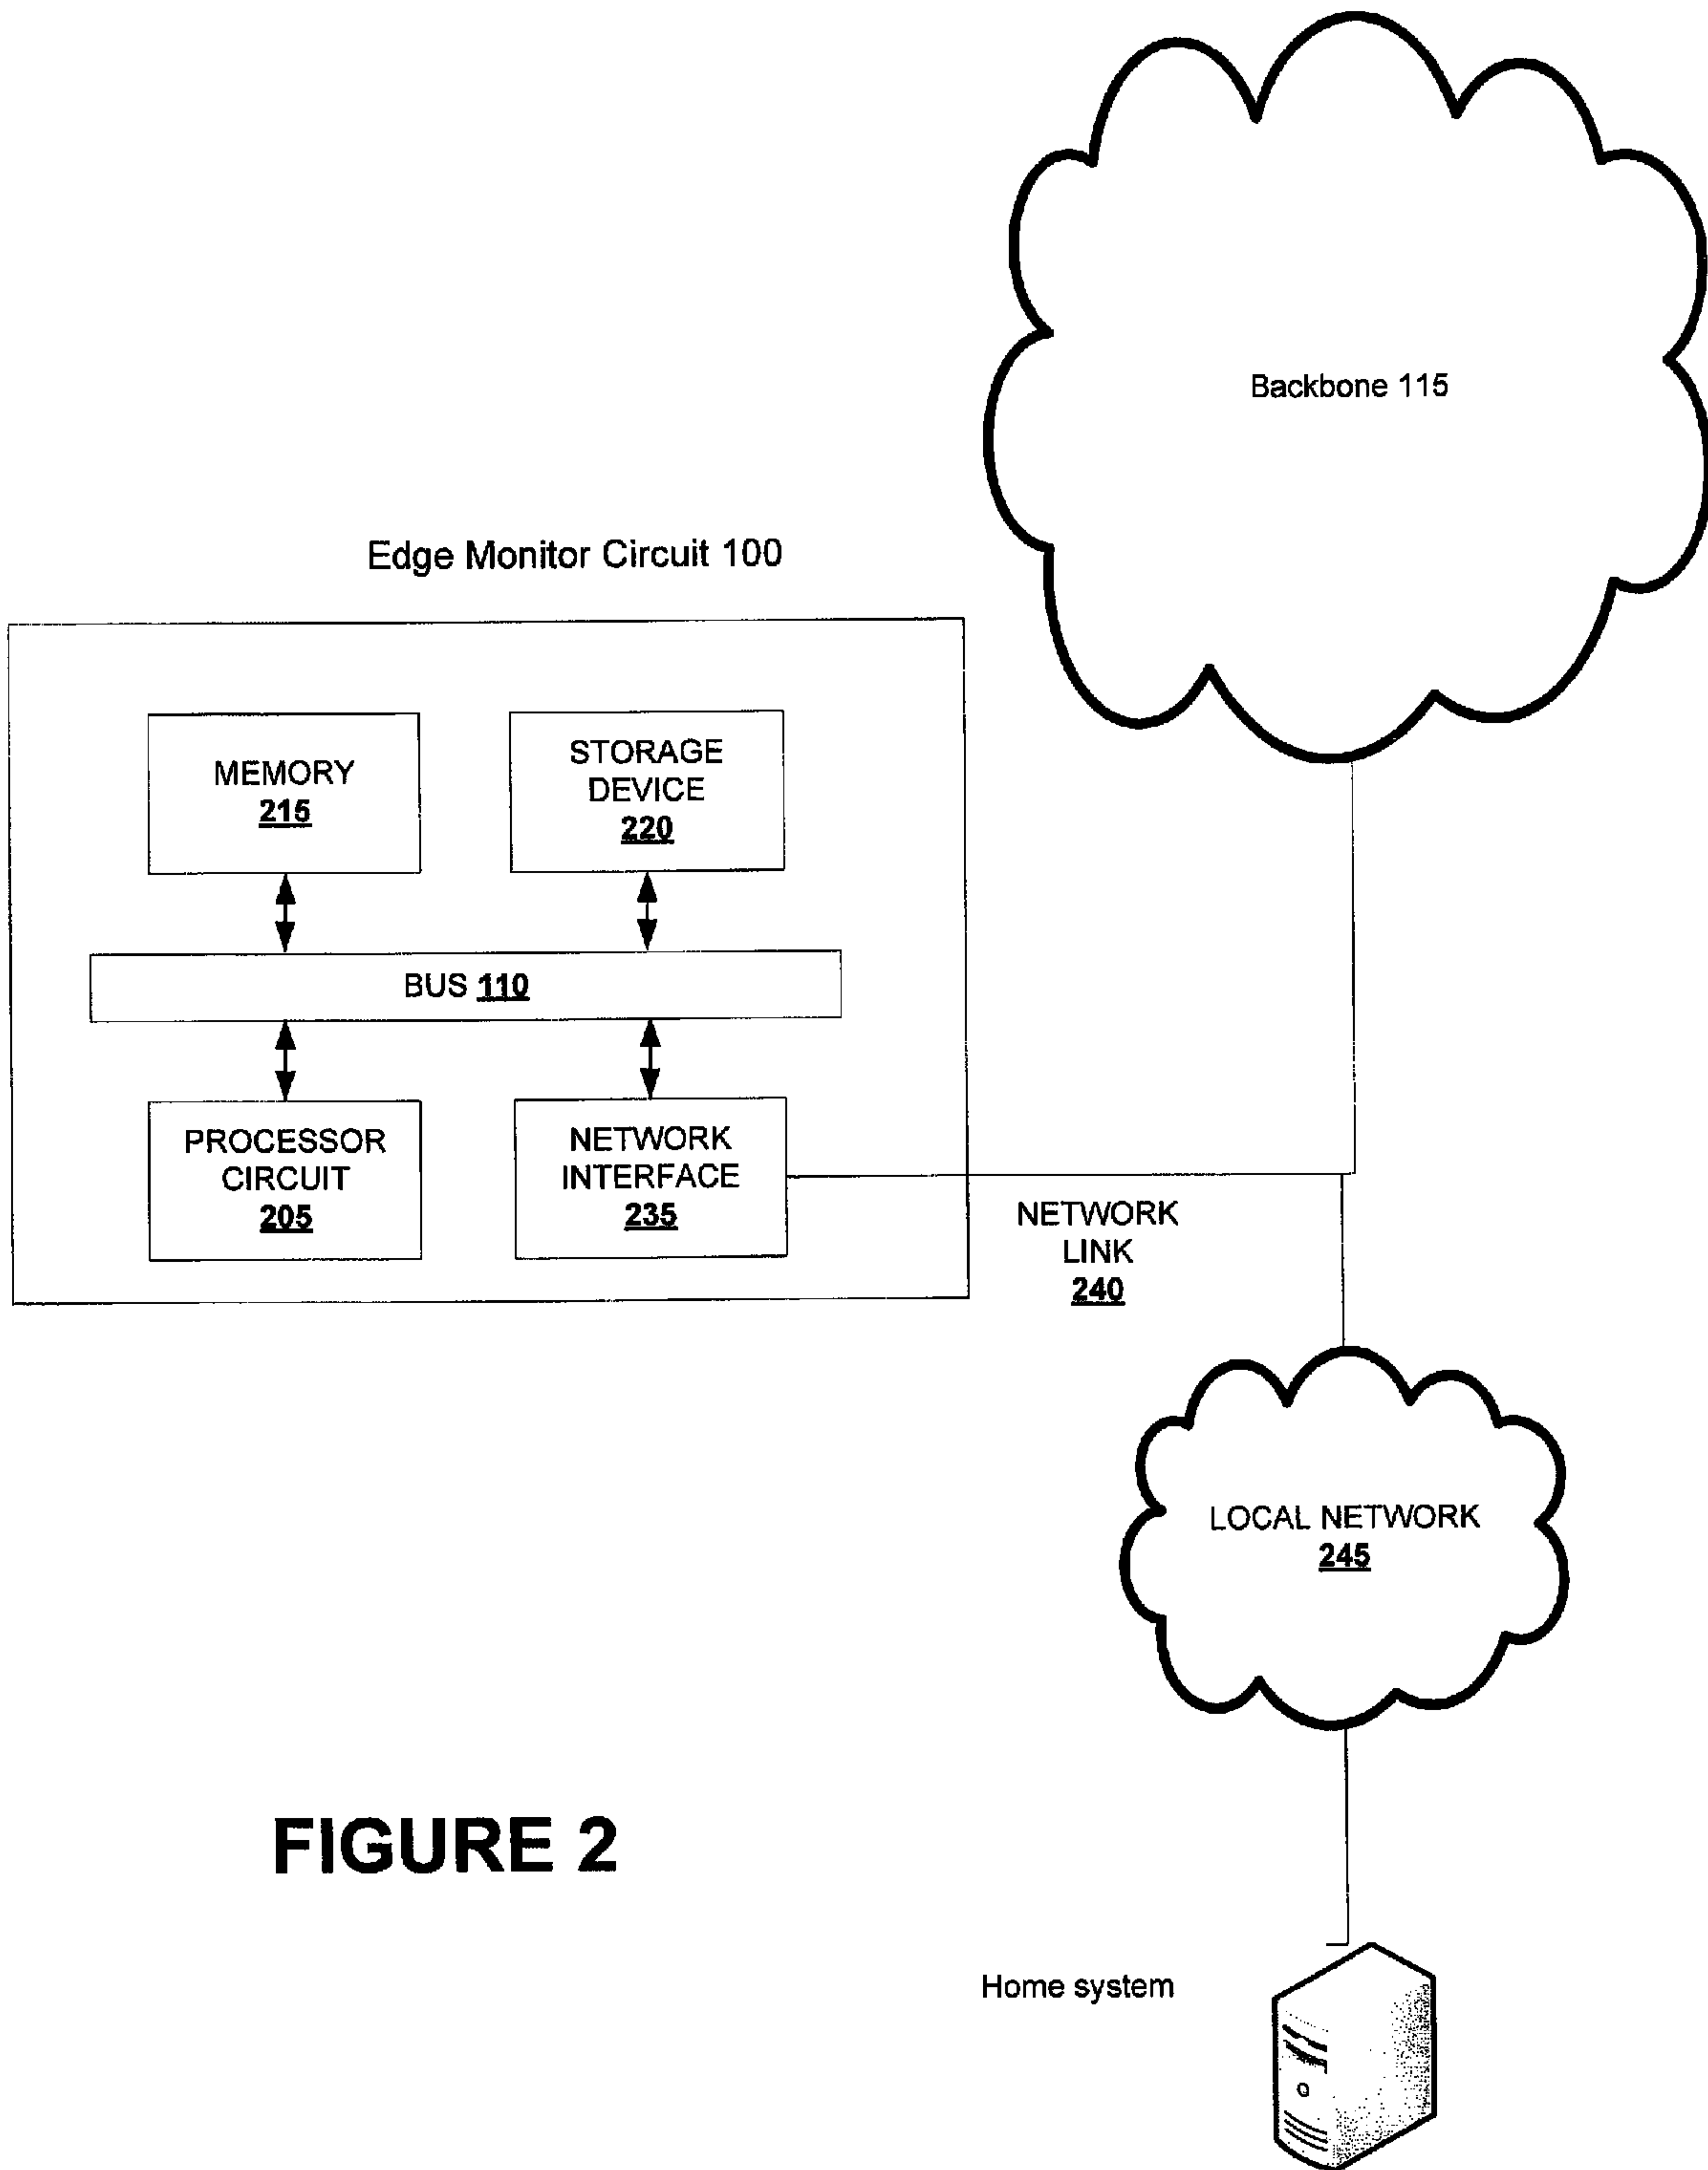 Backbone 115
Edge Monitor Circuit 100
MEMORY
215
STORAGE
DEVICE
220
BUS 110
PROCESSOR
CIRCUIT
205
NETWORK
INTERFACE
235
NETWORK
LINK
240
LOCAL NETWORK
245
FIGURE 2
Home system